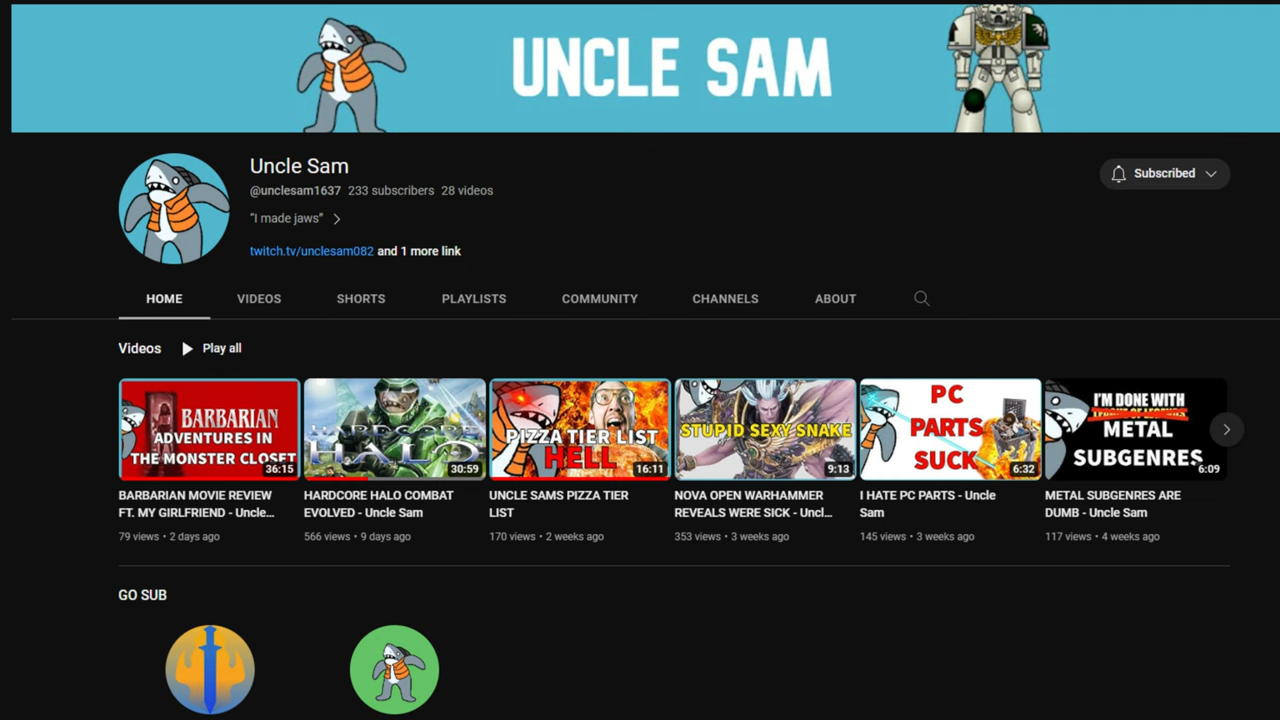 UNCLE SAM
Uncle Sam
@unclesam1637 233 subscribers 28 videos
"I made jaws"
twitch.tv/unclesam082 and 1 more link
Subscribed
HOME VIDEOS SHORTS PLAYLISTS COMMUNITY CHANNELS ABOUT
Videos Play all
BARBARIAN
ADVENTURES IN
THE MONSTER CLOSET
36:15
HARDCORE
HALO
30:59
PIZZA TIER LIST
HELL
16:11
STUPID SEXY SNAKE
9:13
PC
PARTS
SUCK
6:32
I'M DONE WITH
METAL
SUBGENRES
6:09
BARBARIAN MOVIE REVIEW
FT. MY GIRLFRIEND - Uncle...
79 views • 2 days ago
HARDCORE HALO COMBAT
EVOLVED - Uncle Sam
566 views • 9 days ago
UNCLE SAMS PIZZA TIER
LIST
170 views • 2 weeks ago
NOVA OPEN WARHAMMER
REVEALS WERE SICK - Uncl...
353 views • 3 weeks ago
I HATE PC PARTS - Uncle
Sam
145 views • 3 weeks ago
METAL SUBGENRES ARE
DUMB - Uncle Sam
117 views • 4 weeks ago
GO SUB